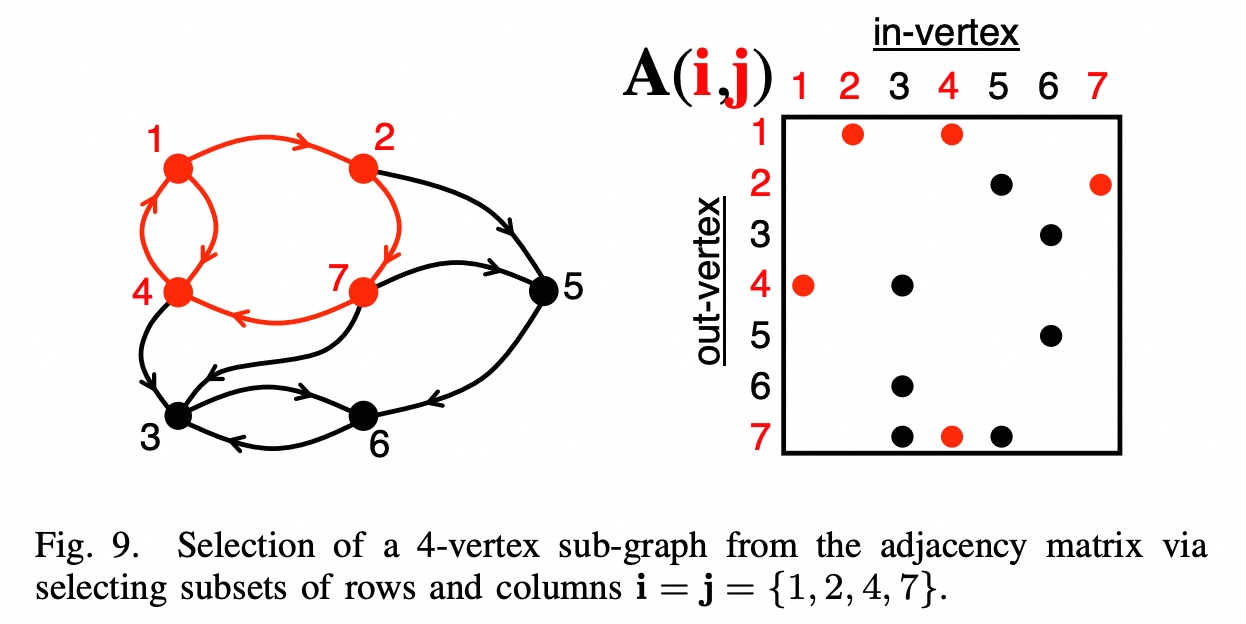 in-vertex
A(i,j) 1 2 3 4 5 6 7
1
2
3
4
5
6
7
out-vertex
1
2
4
7
5
3
6
Fig. 9. Selection of a 4-vertex sub-graph from the adjacency matrix via
selecting subsets of rows and columns i = j = {1, 2, 4, 7}.